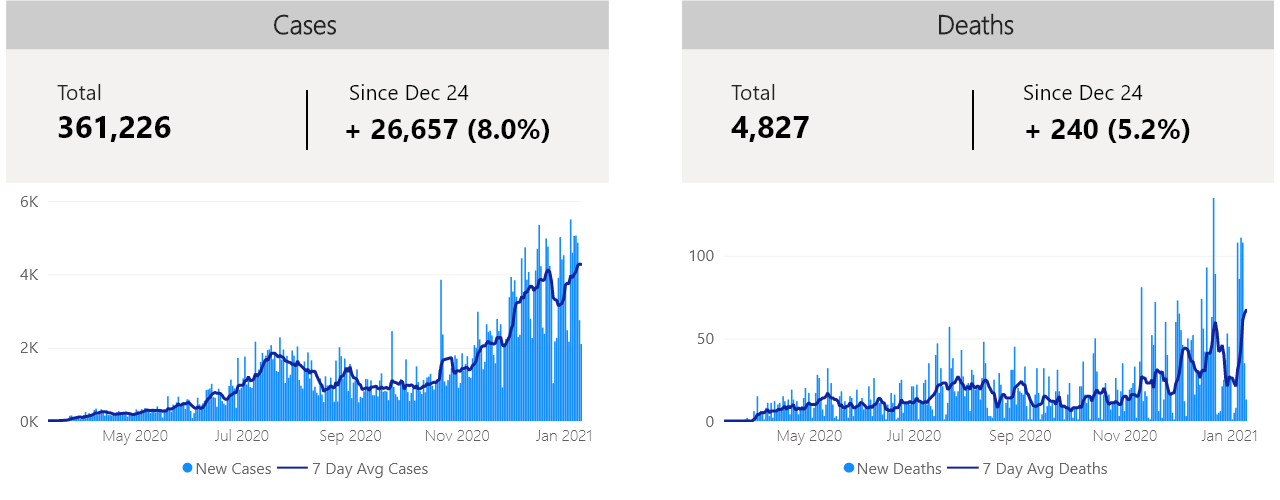 Cases
Total
361,226
Since Dec 24
+ 26,657 (8.0%)
6K
4K
2K
0K
May 2020 Jul 2020 Sep 2020 Nov 2020 Jan 2021
New Cases 7 Day Avg Cases
Deaths
Total
4,827
Since Dec 24
+ 240 (5.2%)
100
50
0
May 2020 Jul 2020 Sep 2020 Nov 2020 Jan 2021
New Deaths 7 Day Avg Deaths